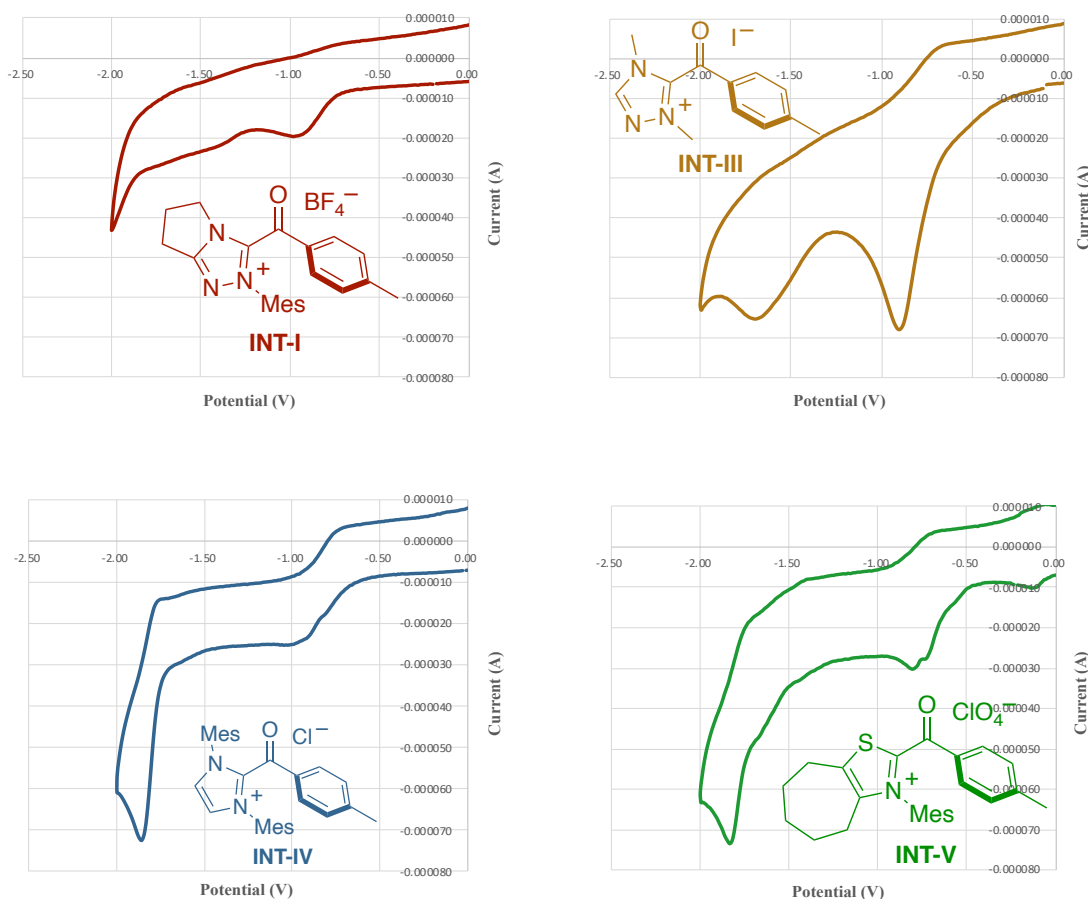 0.000010
0.000000
-2.50 -2.00 -1.50 -1.00 -0.50 0.00
-0.000010
-0.000020
-0.000030
-0.000040
-0.000050
-0.000060
-0.000070
-0.000080
Current (A)
Potential (V)
O
BF4−
N
N
N
+
Mes
INT-I
0.000010
0.000000
-2.50 -2.00 -1.50 -1.00 -0.50 0.00
-0.000010
-0.000020
-0.000030
-0.000040
-0.000050
-0.000060
-0.000070
-0.000080
Current (A)
Potential (V)
O
I−
N
N
N
+
INT-III
0.000010
0.000000
-2.50 -2.00 -1.50 -1.00 -0.50 0.00
-0.000010
-0.000020
-0.000030
-0.000040
-0.000050
-0.000060
-0.000070
-0.000080
Current (A)
Potential (V)
Mes
O
Cl−
N
N
+
Mes
INT-IV
0.000010
0.000000
-2.50 -2.00 -1.50 -1.00 -0.50 0.00
-0.000010
-0.000020
-0.000030
-0.000040
-0.000050
-0.000060
-0.000070
-0.000080
Current (A)
Potential (V)
O
ClO4−
S
N
+
Mes
INT-V